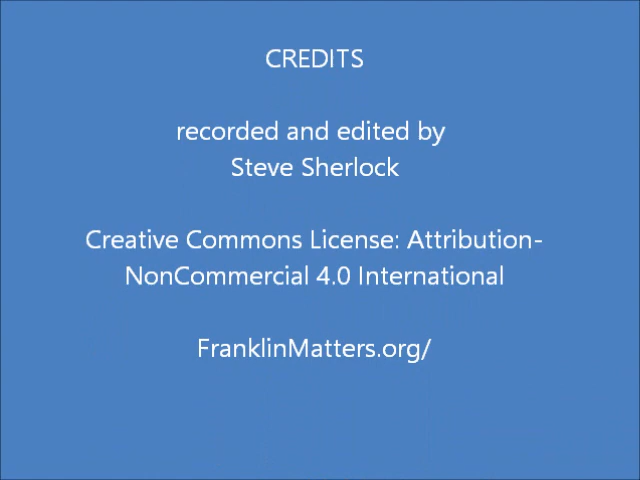 CREDITS
recorded and edited by
Steve Sherlock
Creative Commons License: Attribution-
NonCommercial 4.0 International
FranklinMatters.org/